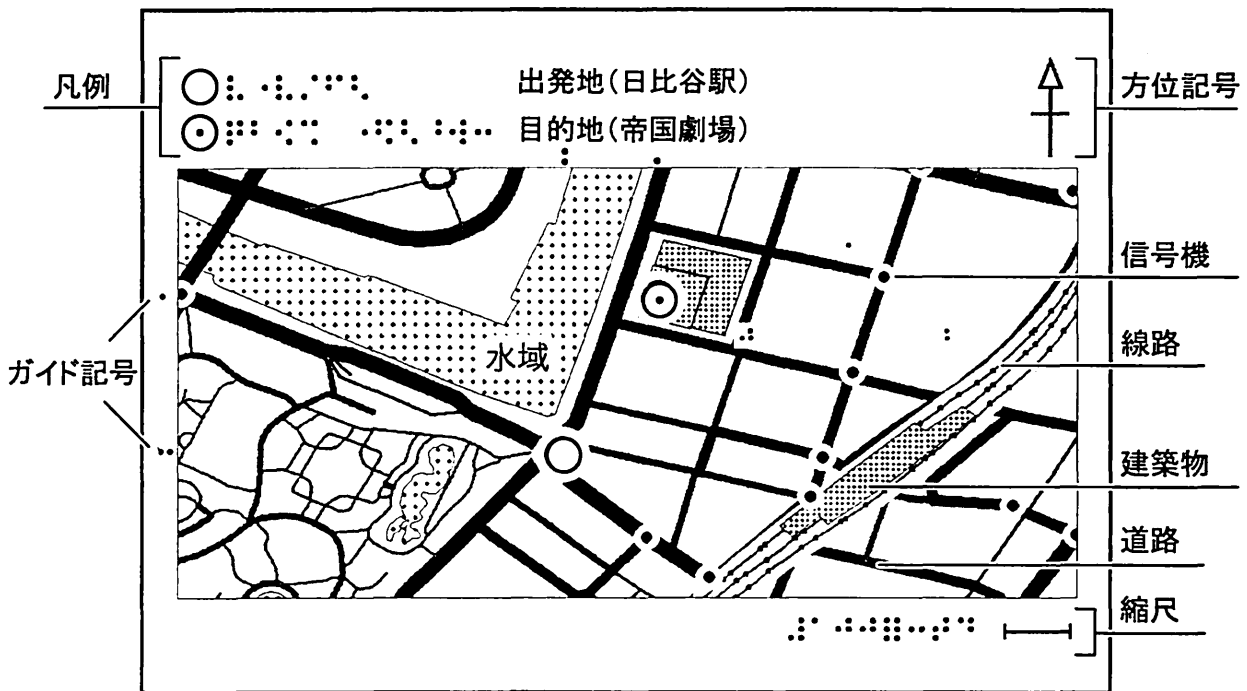 凡例
出発地(日比谷駅)
目的地(帝国劇場)
方位記号
信号機
線路
ガイド記号
水域
建築物
道路
縮尺